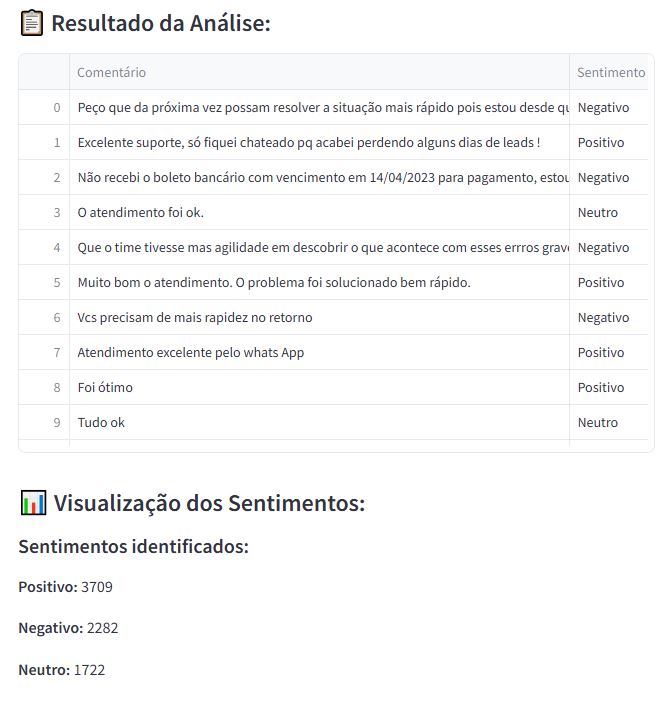 Resultado da Análise:
Comentário Sentimento
0 Peço que da próxima vez possam resolver a situação mais rápido pois estou desde qu Negativo
1 Excelente suporte, só fiquei chateado pq acabei perdendo alguns dias de leads ! Positivo
2 Não recebi o boleto bancário com vencimento em 14/04/2023 para pagamento, estou Negativo
3 O atendimento foi ok. Neutro
4 Que o time tivesse mas agilidade em descobrir o que acontece com esses errros grave Negativo
5 Muito bom o atendimento. O problema foi solucionado bem rápido. Positivo
6 Vcs precisam de mais rapidez no retorno Negativo
7 Atendimento excelente pelo whats App Positivo
8 Foi ótimo Positivo
9 Tudo ok Neutro
Visualização dos Sentimentos:
Sentimentos identificados:
Positivo: 3709
Negativo: 2282
Neutro: 1722